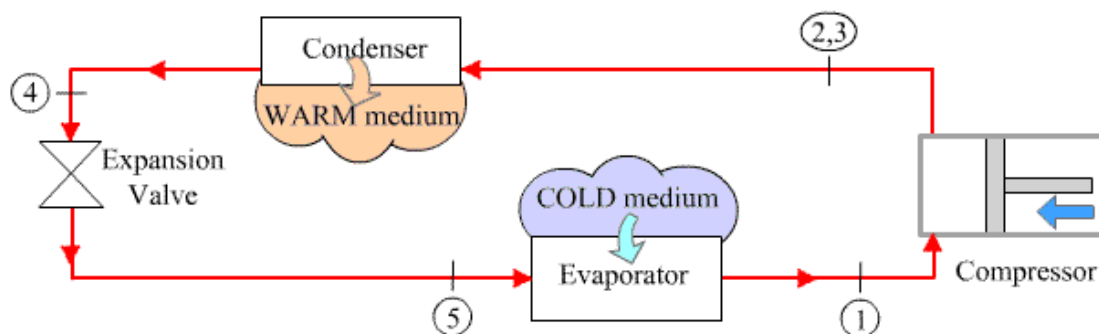 2,3
Condenser
4
WARM medium
Expansion
Valve
COLD medium
Evaporator
Compressor
5
1